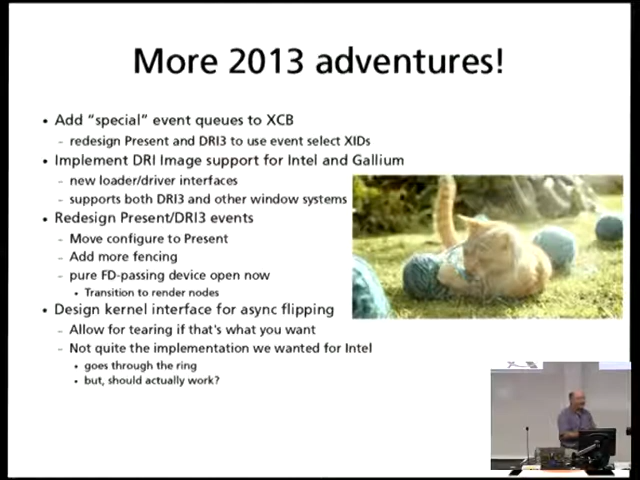 More 2013 adventures!
• Add “special” event queues to XCB
– redesign Present and DRI3 to use event select XIDs
• Implement DRI Image support for Intel and Gallium
– new loader/driver interfaces
– supports both DRI3 and other window systems
• Redesign Present/DRI3 events
– Move configure to Present
– Add more fencing
– pure FD-passing device open now
• Transition to render nodes
• Design kernel interface for async flipping
– Allow for tearing if that's what you want
– Not quite the implementation we wanted for Intel
• goes through the ring
• but, should actually work?